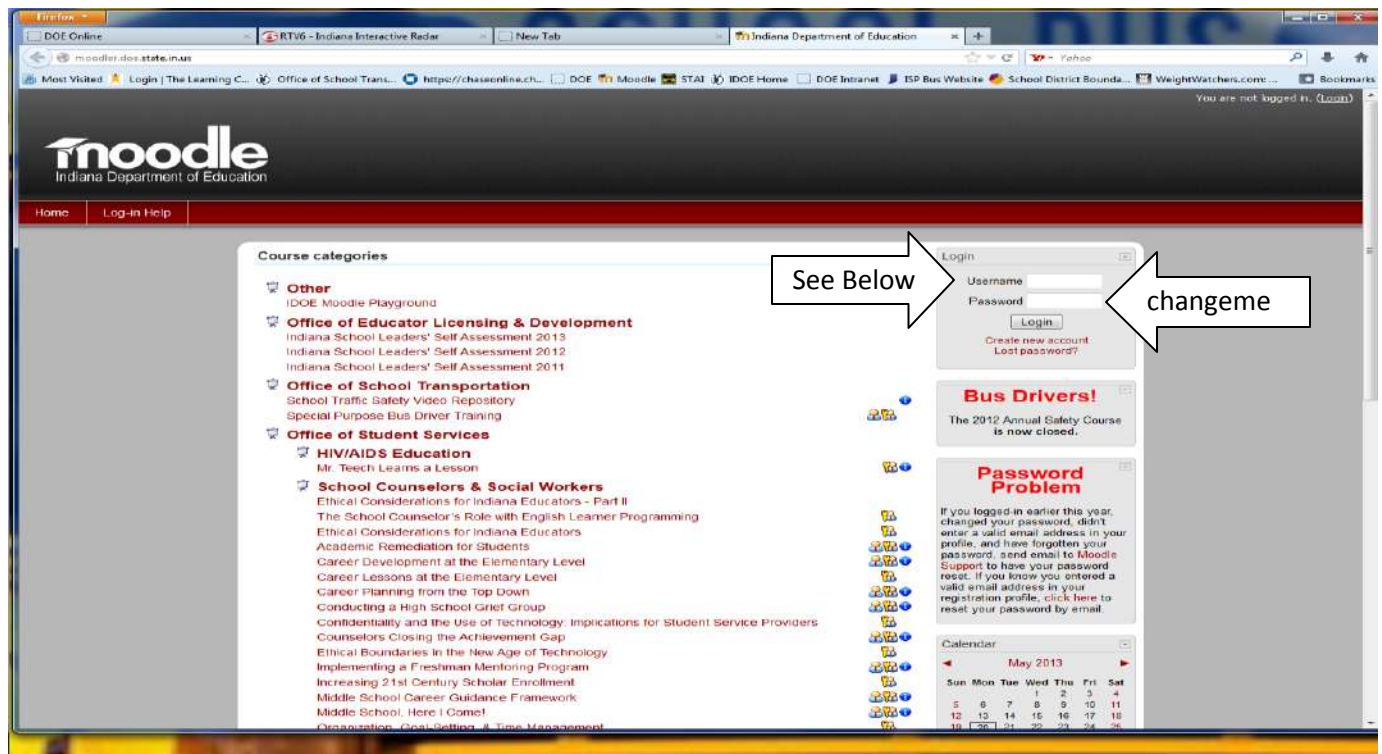 Firefox
DOE Online
RTV6 - Indiana Interactive Radar
New Tab
Indiana Department of Education
Yahoo
Most Visited
Login | The Learning C...
Office of School Trans...
https://chaseonline.ch...
DOE
Moodle
STAI
IDOE Home
DOE Intranet
ISP Bus Website
School District Bounda...
WeightWatchers.com: ...
Bookmarks
You are not logged in. (Login)
moodle
Indiana Department of Education
Home
Log-in Help
Course categories
Other
IDOE Moodle Playground
Office of Educator Licensing & Development
Indiana School Leaders' Self Assessment 2013
Indiana School Leaders' Self Assessment 2012
Indiana School Leaders' Self Assessment 2011
Office of School Transportation
School Traffic Safety Video Repository
Special Purpose Bus Driver Training
Office of Student Services
HIV/AIDS Education
Mr. Teech Learns a Lesson
School Counselors & Social Workers
Ethical Considerations for Indiana Educators - Part II
The School Counselor's Role with English Learner Programming
Ethical Considerations for Indiana Educators
Academic Remediation for Students
Career Development at the Elementary Level
Career Lessons at the Elementary Level
Career Planning from the Top Down
Conducting a High School Grief Group
Confidentiality and the Use of Technology: Implications for Student Service Providers
Counselors Closing the Achievement Gap
Ethical Boundaries in the New Age of Technology
Implementing a Freshman Mentoring Program
Increasing 21st Century Scholar Enrollment
Middle School Career Guidance Framework
Middle School, Here I Come!
Organization, Goal-Setting, & Time Management
See Below
Login
Username
Password
Login
Create new account
Lost password?
changeme
Bus Drivers!
The 2012 Annual Safety Course
is now closed.
Password
Problem
If you logged-in earlier this year,
changed your password, didn't
enter a valid email address in your
profile, and have forgotten your
password, send email to Moodle
Support to have your password
reset. If you know you entered a
valid email address in your
registration profile, click here to
reset your password by email.
Calendar
May 2013
Sun Mon Tue Wed Thu Fri Sat
1 2 3 4
5 6 7 8 9 10 11
12 13 14 15 16 17 18
19 20 21 22 23 24 25